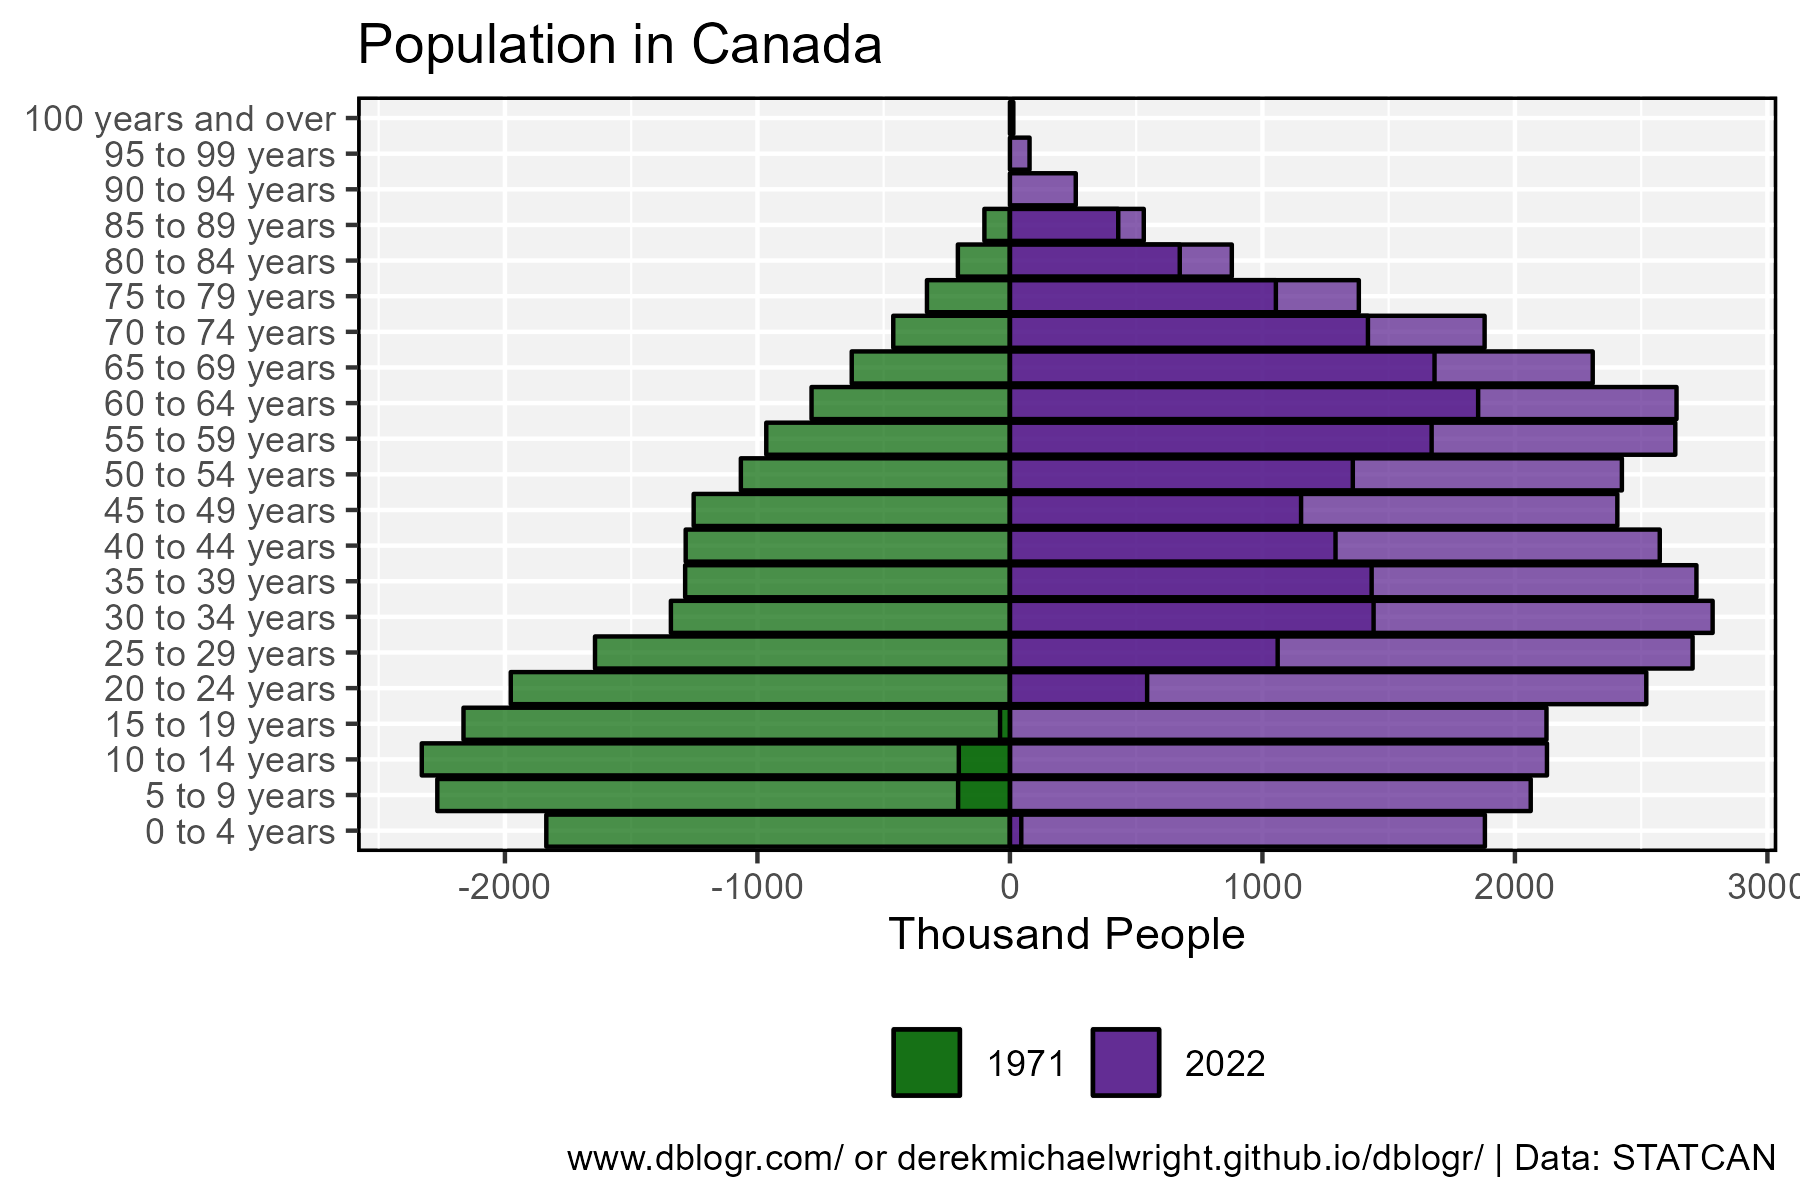 Population in Canada
100 years and over
95 to 99 years
90 to 94 years
85 to 89 years
80 to 84 years
75 to 79 years
70 to 74 years
65 to 69 years
60 to 64 years
55 to 59 years
50 to 54 years
45 to 49 years
40 to 44 years
35 to 39 years
30 to 34 years
25 to 29 years
20 to 24 years
15 to 19 years
10 to 14 years
5 to 9 years
0 to 4 years
-2000 -1000 0 1000 2000 3000
Thousand People
1971 2022
www.dblogr.com/ or derekmichaelwright.github.io/dblogr/ | Data: STATCAN